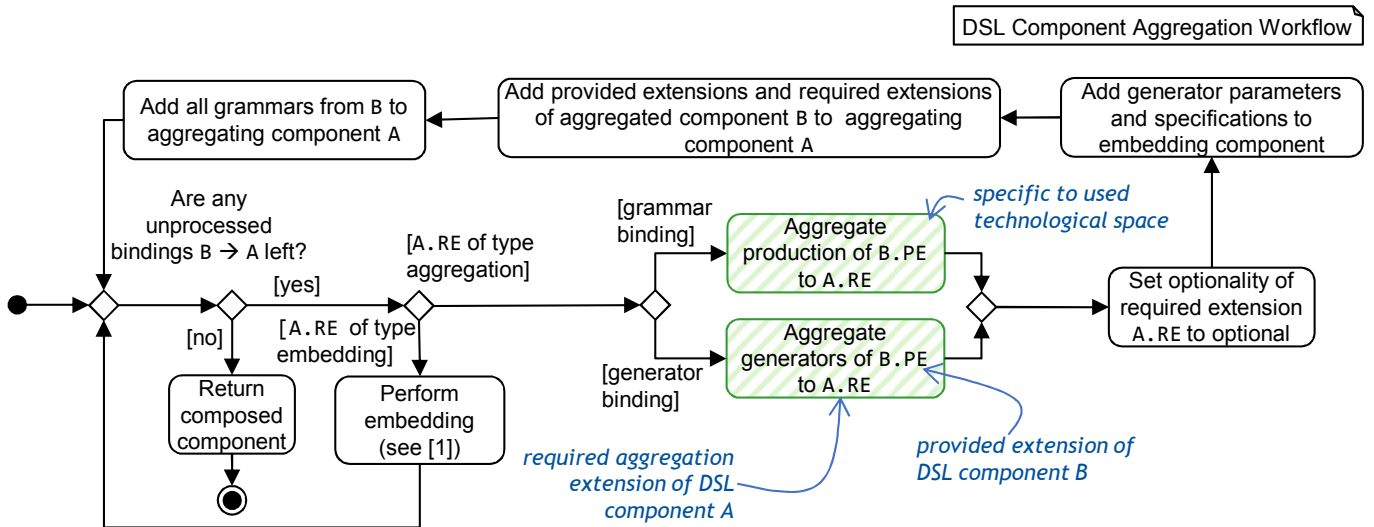 DSL Component Aggregation Workflow
Add all grammars from B to
aggregating component A
Add provided extensions and required extensions
of aggregated component B to aggregating
component A
Add generator parameters
and specifications to
embedding component
Are any
unprocessed
bindings B → A left?
[yes]
[no]
[A.RE of type
aggregation]
[A.RE of type
embedding]
Return
composed
component
Perform
embedding
(see [1])
[grammar
binding]
[generator
binding]
Aggregate
production of B.PE
to A.RE
Aggregate
generators of B.PE
to A.RE
specific to used
technological space
Set optionality of
required extension
A.RE to optional
required aggregation
extension of DSL
component A
provided extension of
DSL component B